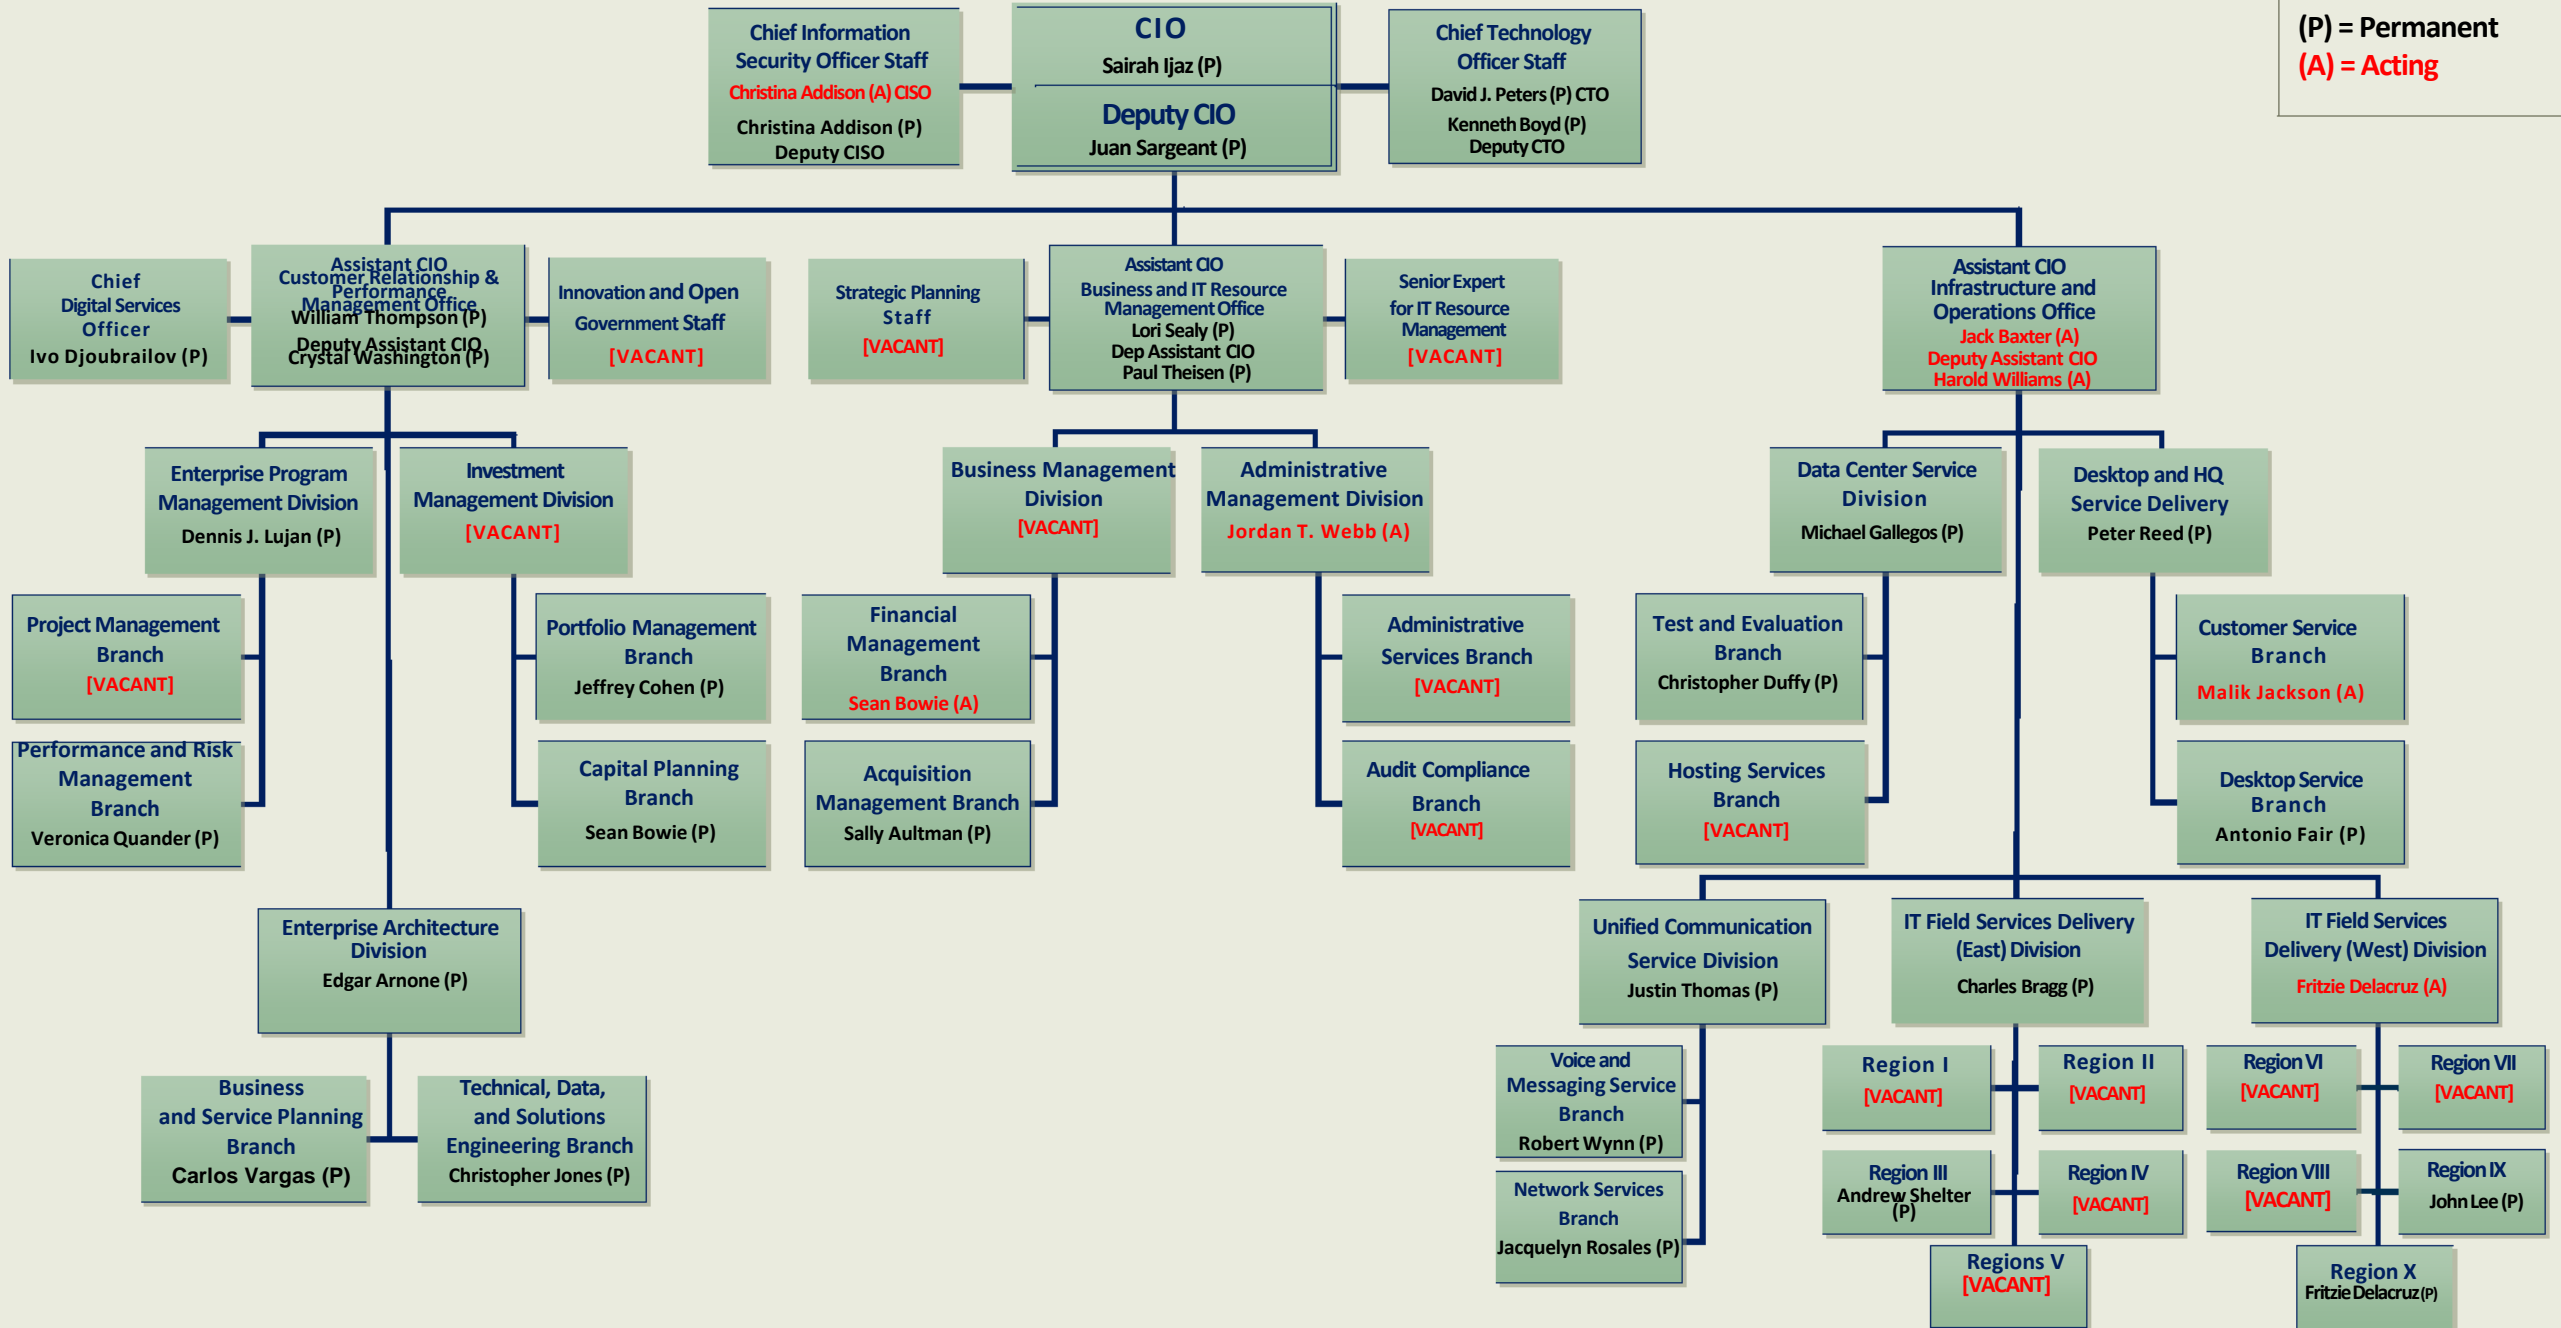 (P) = Permanent
(A) = Acting
Chief Information
Security Officer Staff
Christina Addison (A) CISO
Christina Addison (P)
Deputy CISO
CIO
Sairah Ijaz (P)
Deputy CIO
Juan Sargeant (P)
Chief Technology
Officer Staff
David J. Peters (P) CTO
Kenneth Boyd (P)
Deputy CTO
Chief
Digital Services
Officer
Ivo Djoubrailov (P)
Assistant CIO
Customer Relationship &
Performance
Management Office
William Thompson (P)
Deputy Assistant CIO
Crystal Washington (P)
Innovation and Open
Government Staff
[VACANT]
Strategic Planning
Staff
[VACANT]
Assistant CIO
Business and IT Resource
Management Office
Lori Sealy (P)
Dep Assistant CIO
Paul Theisen (P)
Senior Expert
for IT Resource
Management
[VACANT]
Assistant CIO
Infrastructure and
Operations Office
Jack Baxter (A)
Deputy Assistant CIO
Harold Williams (A)
Enterprise Program
Management Division
Dennis J. Lujan (P)
Investment
Management Division
[VACANT]
Business Management
Division
[VACANT]
Administrative
Management Division
Jordan T. Webb (A)
Data Center Service
Division
Michael Gallegos (P)
Desktop and HQ
Service Delivery
Peter Reed (P)
Project Management
Branch
[VACANT]
Portfolio Management
Branch
Jeffrey Cohen (P)
Financial
Management
Branch
Sean Bowie (A)
Administrative
Services Branch
[VACANT]
Test and Evaluation
Branch
Christopher Duffy (P)
Customer Service
Branch
Malik Jackson (A)
Performance and Risk
Management
Branch
Veronica Quander (P)
Capital Planning
Branch
Sean Bowie (P)
Acquisition
Management Branch
Sally Aultman (P)
Audit Compliance
Branch
[VACANT]
Hosting Services
Branch
[VACANT]
Desktop Service
Branch
Antonio Fair (P)
Enterprise Architecture
Division
Edgar Arnone (P)
Unified Communication
Service Division
Justin Thomas (P)
IT Field Services Delivery
(East) Division
Charles Bragg (P)
IT Field Services
Delivery (West) Division
Fritzie Delacruz (A)
Business
and Service Planning
Branch
Carlos Vargas (P)
Technical, Data,
and Solutions
Engineering Branch
Christopher Jones (P)
Voice and
Messaging Service
Branch
Robert Wynn (P)
Region I
[VACANT]
Region II
[VACANT]
Region VI
[VACANT]
Region VII
[VACANT]
Network Services
Branch
Jacquelyn Rosales (P)
Region III
Andrew Shelter
(P)
Region IV
[VACANT]
Region VIII
[VACANT]
Region IX
John Lee (P)
Regions V
[VACANT]
Region X
Fritzie Delacruz (P)